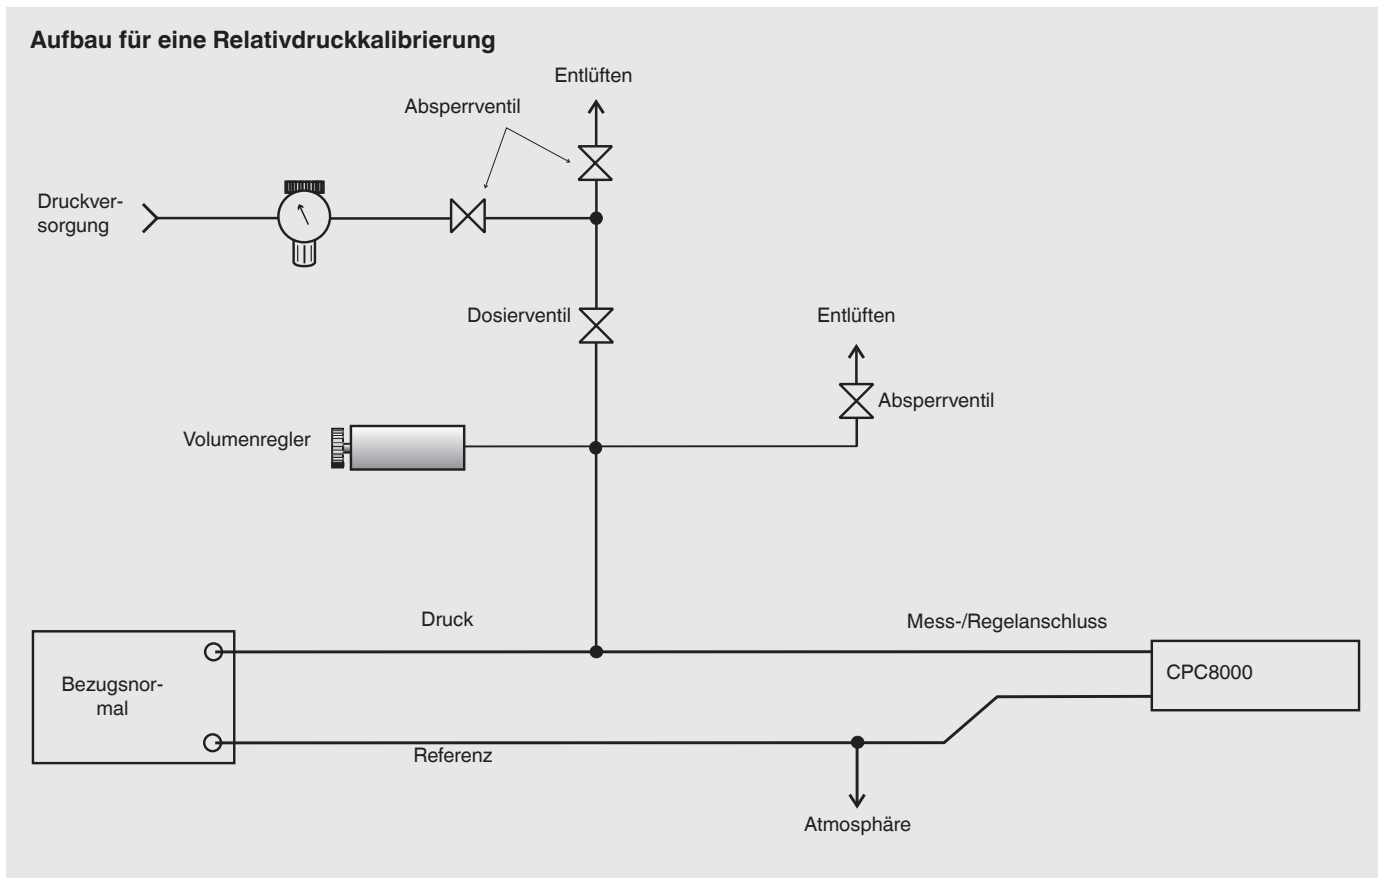 Aufbau für eine Relativdruckkalibrierung
Entlüften
Absperrventil
Druckver-
sorgung
Dosierventil
Entlüften
Absperrventil
Volumenregler
Druck
Mess-/Regelanschluss
Bezugsnor-
mal
CPC8000
Referenz
Atmosphäre